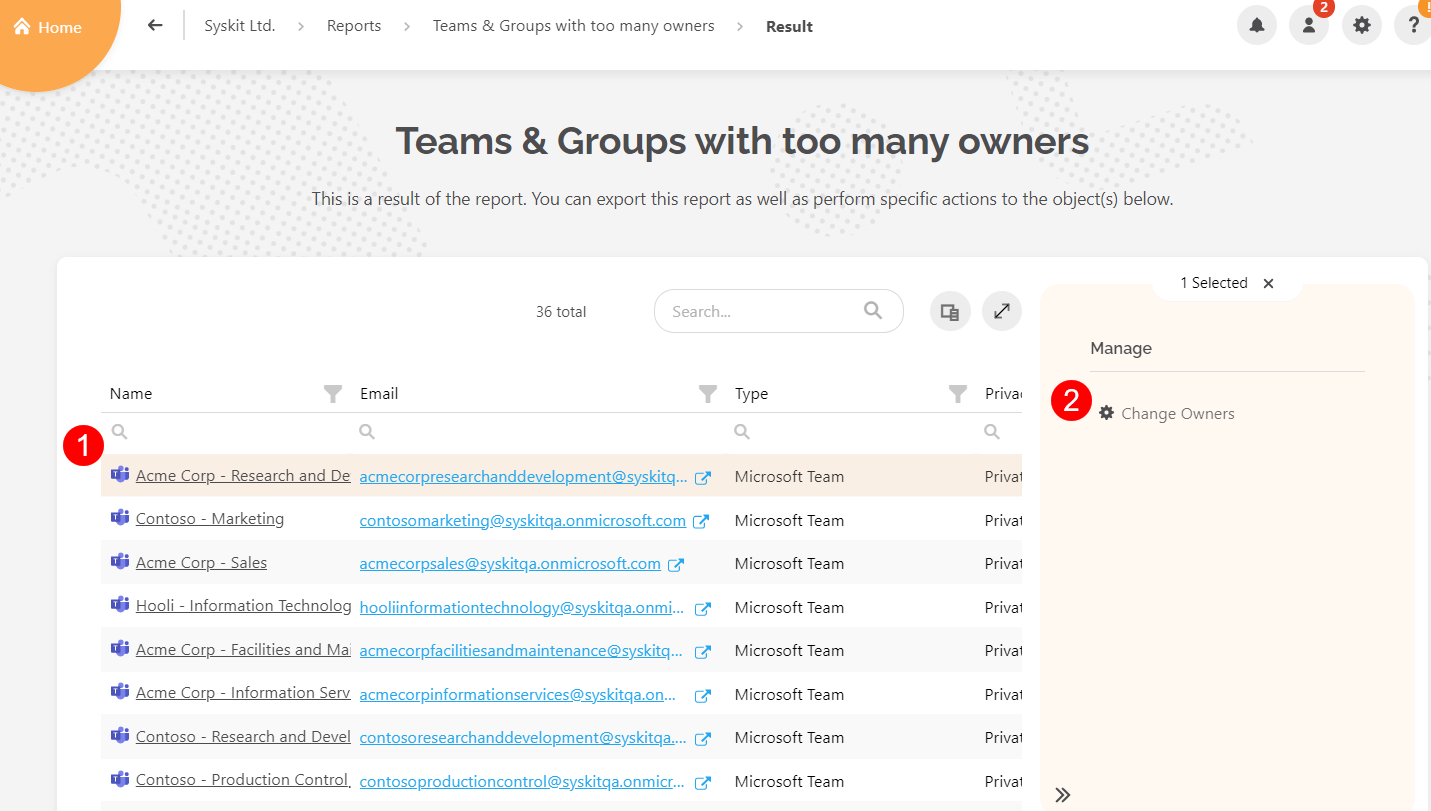 Home
Syskit Ltd. > Reports > Teams & Groups with too many owners > Result
2
!
?
Teams & Groups with too many owners
This is a result of the report. You can export this report as well as perform specific actions to the object(s) below.
1 Selected ×
36 total
Search...
Manage
Name Email Type Privac
2 Change Owners
1
Acme Corp - Research and De acmecorpresearchanddevelopment@syskitq... Microsoft Team Privat
Contoso - Marketing contosomarketing@syskitqa.onmicrosoft.com Microsoft Team Privat
Acme Corp - Sales acmecorpsales@syskitqa.onmicrosoft.com Microsoft Team Privat
Hooli - Information Technolog hooliinformationtechnology@syskitqa.onmi... Microsoft Team Privat
Acme Corp - Facilities and Mai acmecorpfacilitiesandmaintenance@syskitq... Microsoft Team Privat
Acme Corp - Information Serv acmecorpinformationservices@syskitqa.on... Microsoft Team Privat
Contoso - Research and Devel contosoresearchanddevelopment@syskitqa.... Microsoft Team Privat
Contoso - Production Control, contosoproductioncontrol@syskitqa.onmicr... Microsoft Team Privat